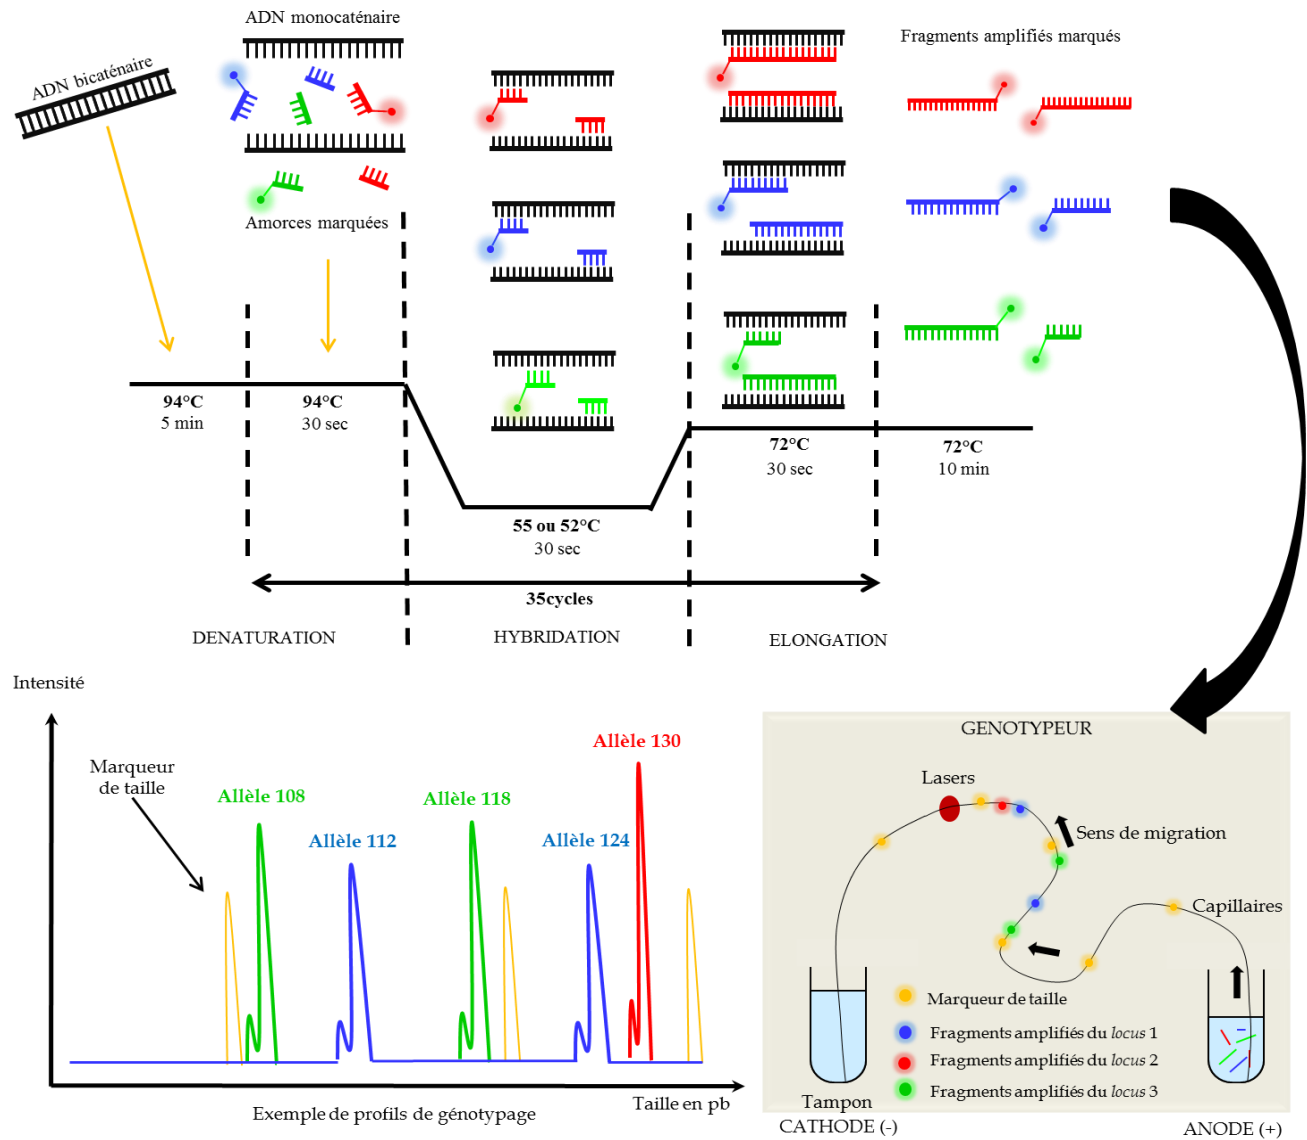 ADN monocaténaire
ADN bicaténaire
Fragments amplifiés marqués
Amorces marquées
94°C
5 min
94°C
30 sec
55 ou 52°C
30 sec
72°C
30 sec
72°C
10 min
35cycles
DENATURATION
HYBRIDATION
ELONGATION
Intensité
Marqueur
de taille
Allèle 108
Allèle 112
Allèle 118
Allèle 124
Allèle 130
Exemple de profils de génotypage
Taille en pb
GENOTYPEUR
Lasers
Sens de migration
Capillaires
Marqueur de taille
Fragments amplifiés du locus 1
Fragments amplifiés du locus 2
Fragments amplifiés du locus 3
Tampon
CATHODE (-)
ANODE (+)